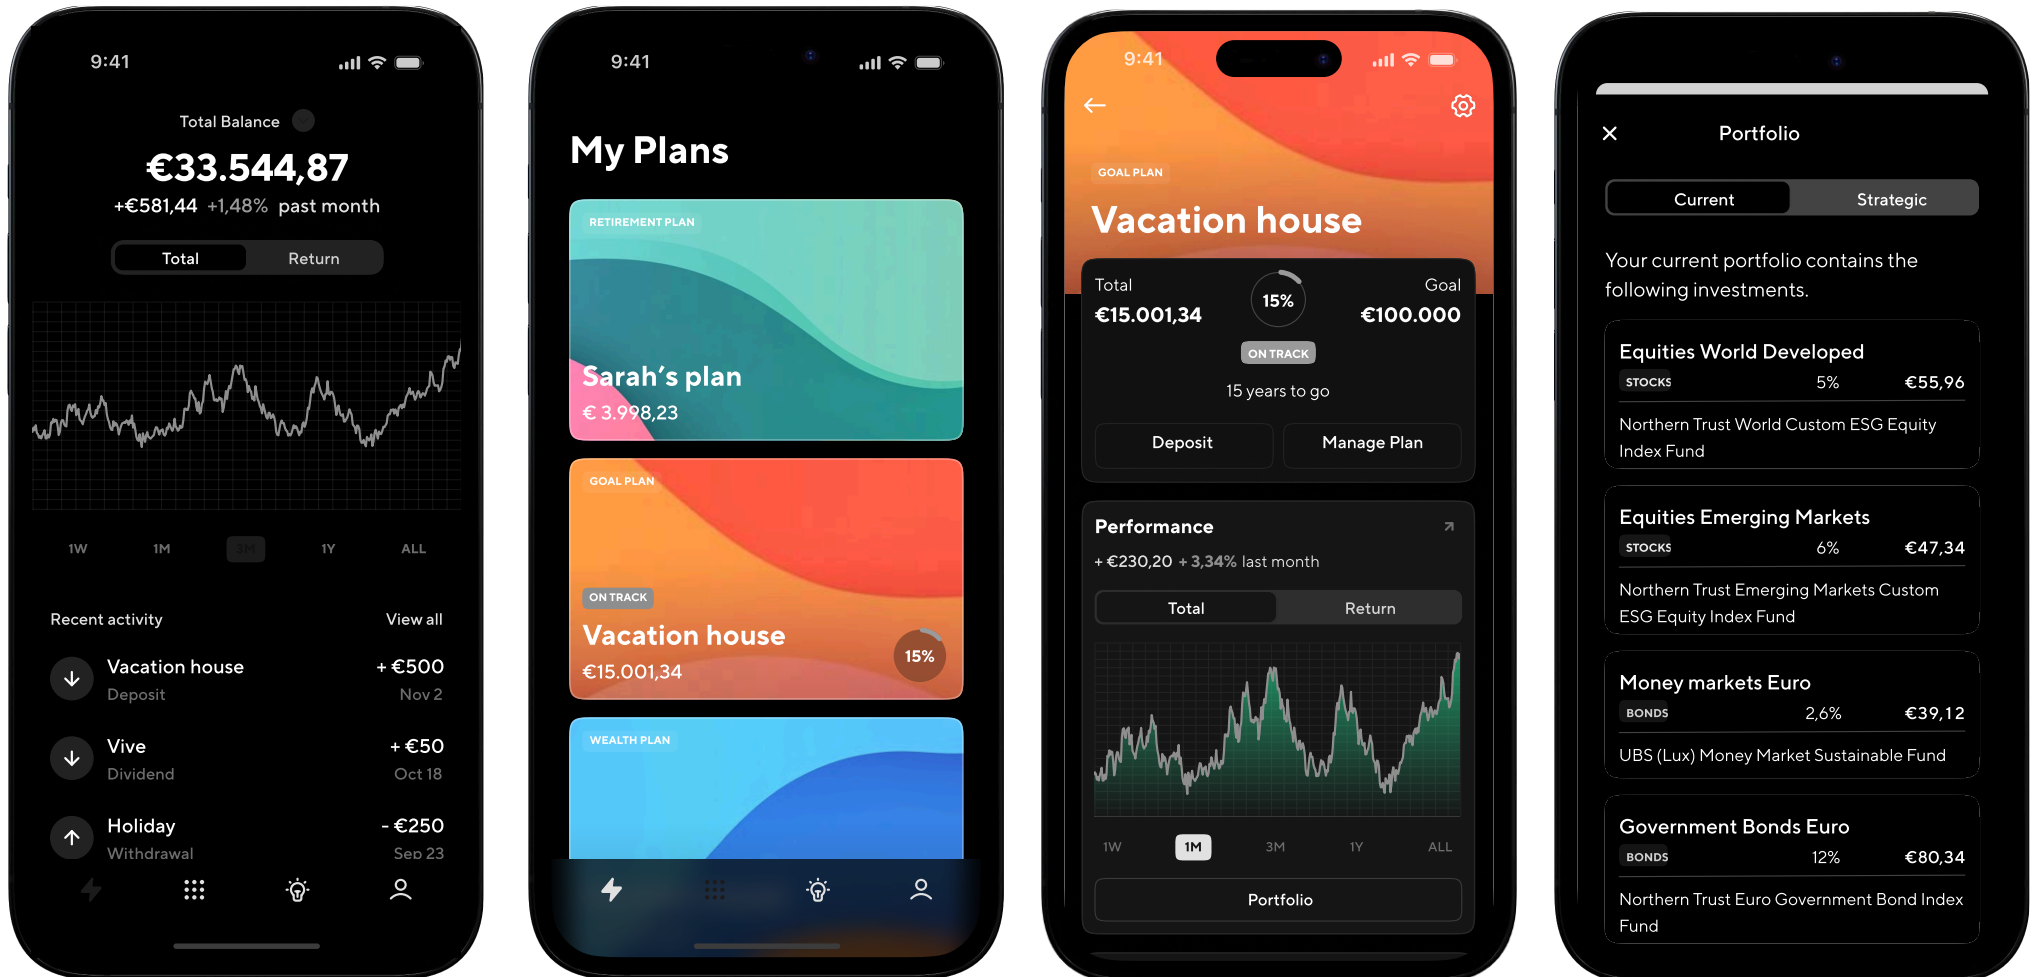 9:41
Total Balance
€33.544,87
+€581,44 +1,48% past month
Total Return
1W 1M 3M 1Y ALL
Recent activity View all
Vacation house + €500
Deposit Nov 2
Vive + €50
Dividend Oct 18
Holiday - €250
Withdrawal Sep 23
9:41
My Plans
RETIREMENT PLAN
Sarah's plan
€ 3.998,23
GOAL PLAN
ON TRACK
Vacation house
€15.001,34
15%
WEALTH PLAN
9:41
GOAL PLAN
Vacation house
Total Goal
€15.001,34 15% €100.000
ON TRACK
15 years to go
Deposit Manage Plan
Performance
+ €230,20 + 3,34% last month
Total Return
1W 1M 3M 1Y ALL
Portfolio
Portfolio
Current Strategic
Your current portfolio contains the
following investments.
Equities World Developed
STOCKS 5% €55,96
Northern Trust World Custom ESG Equity
Index Fund
Equities Emerging Markets
STOCKS 6% €47,34
Northern Trust Emerging Markets Custom
ESG Equity Index Fund
Money markets Euro
BONDS 2,6% €39,12
UBS (Lux) Money Market Sustainable Fund
Government Bonds Euro
BONDS 12% €80,34
Northern Trust Euro Government Bond Index
Fund